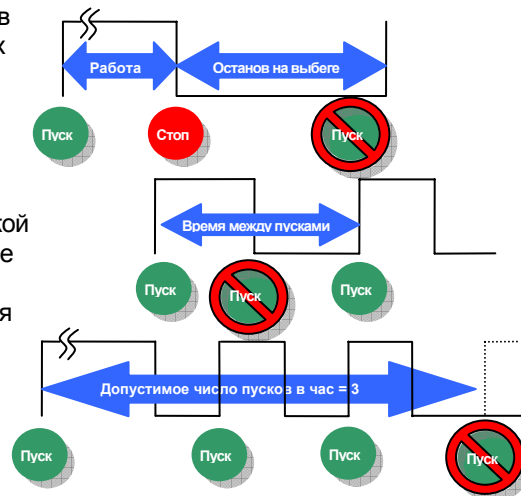 в
х
Работа
Останов на выбеге
Пуск
Стоп
Пуск
кой
Время между пусками
е
Пуск
Пуск
Пуск
я
Допустимое число пусков в час = 3
Пуск
Пуск
Пуск
Пуск